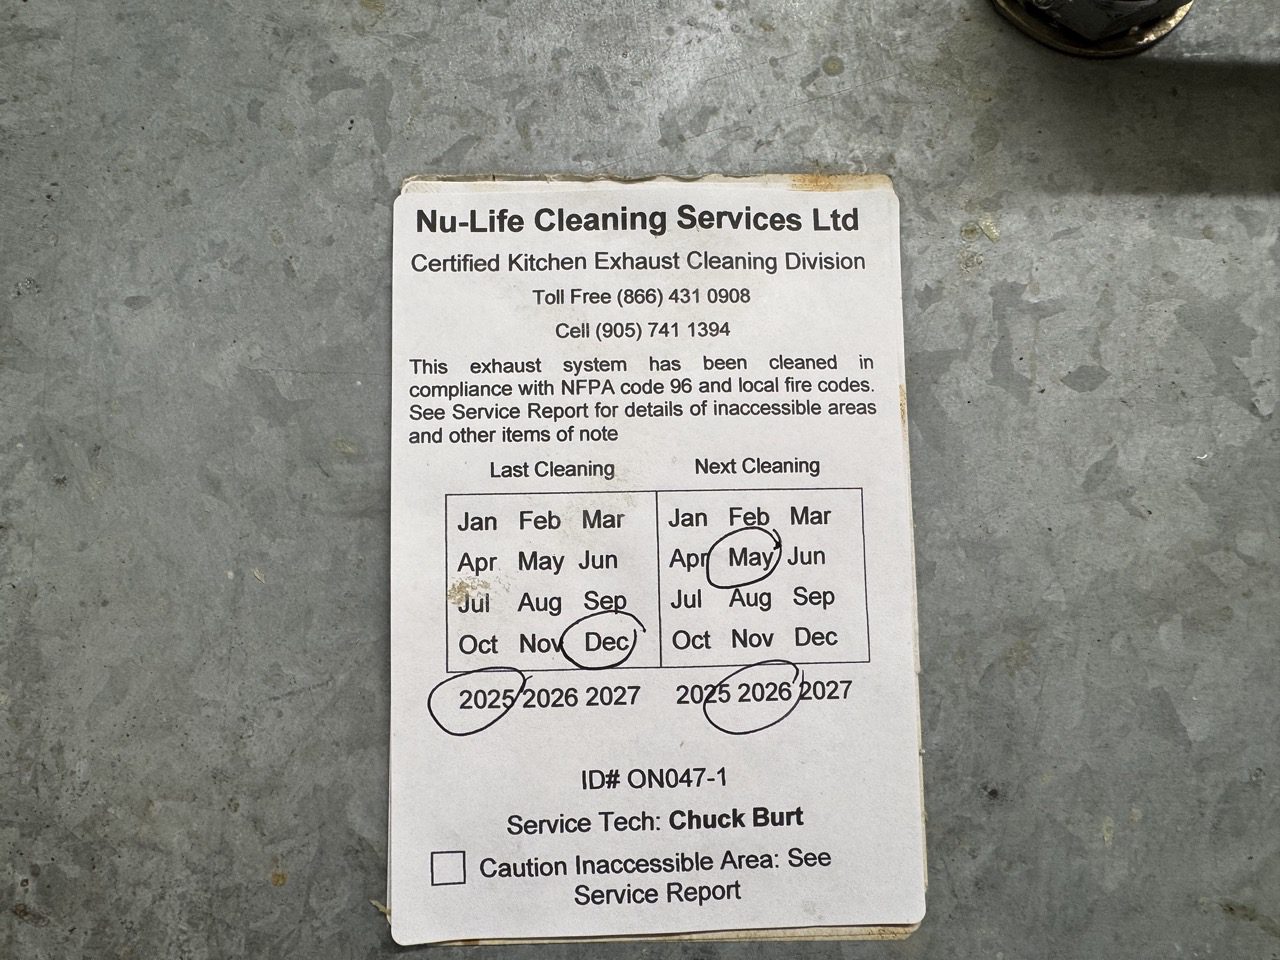 Nu-Life Cleaning Services Ltd
Certified Kitchen Exhaust Cleaning Division
Toll Free (866) 431 0908
Cell (905) 741 1394
This exhaust system has been cleaned in
compliance with NFPA code 96 and local fire codes.
See Service Report for details of inaccessible areas
and other items of note
Last Cleaning Next Cleaning
Jan Feb Mar Jan Feb Mar
Apr May Jun Apr May Jun
Jul Aug Sep Jul Aug Sep
Oct Nov Dec Oct Nov Dec
2025 2026 2027 2025 2026 2027
ID# ON047-1
Service Tech: Chuck Burt
Caution Inaccessible Area: See
Service Report